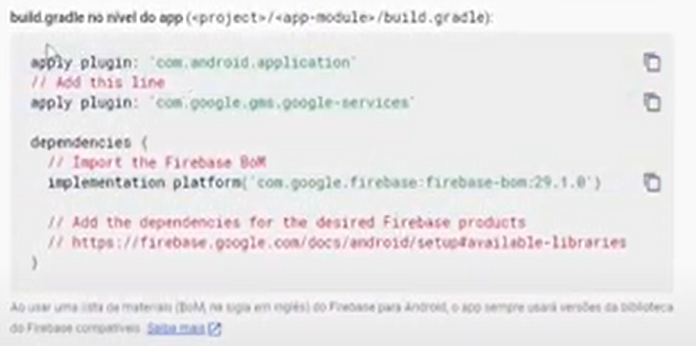 build.gradle no nível do app (<project>/<app-module>/build.gradle):
apply plugin: 'com.android.application'
// Add this line
apply plugin: 'com.google.gms.google-services'
dependencies {
// Import the Firebase BoM
implementation platform('com.google.firebase:firebase-bom:29.1.0')
// Add the dependencies for the desired Firebase products
// https://firebase.google.com/docs/android/setup#available-libraries
}
Ao usar uma lista de materiais (BoM, na sigla em inglês) do Firebase para Android, o app sempre usará versões da biblioteca
do Firebase compatíveis. Saiba mais